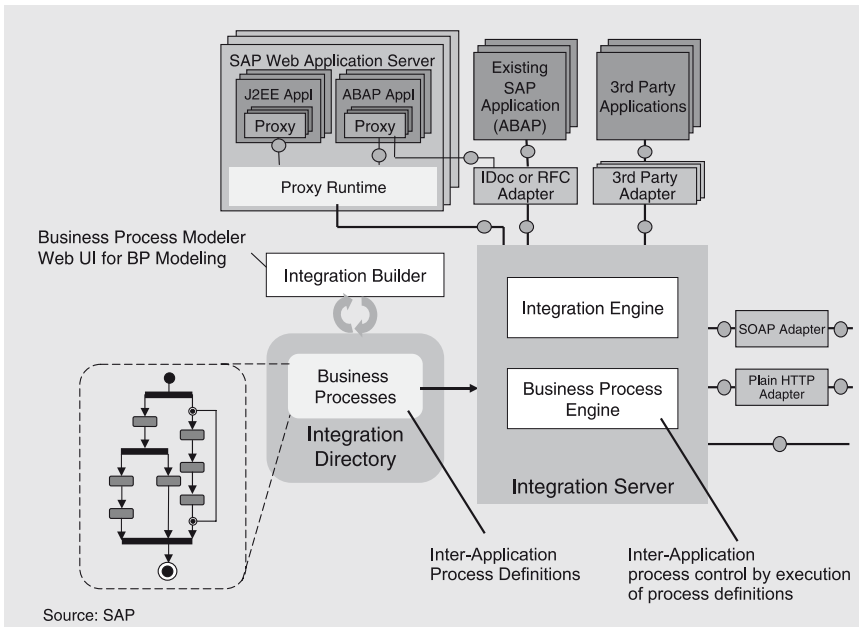 SAP Web Application Server
J2EE Appl
Proxy
ABAP Appl
Proxy
Proxy Runtime
Existing
SAP
Application
(ABAP)
3rd Party
Applications
IDoc or RFC
Adapter
3rd Party
Adapter
Business Process Modeler
Web UI for BP Modeling
Integration Builder
Integration Engine
Business Process
Engine
Integration Server
SOAP Adapter
Plain HTTP
Adapter
Business
Processes
Integration
Directory
Inter-Application
Process Definitions
Inter-Application
process control by execution
of process definitions
Source: SAP